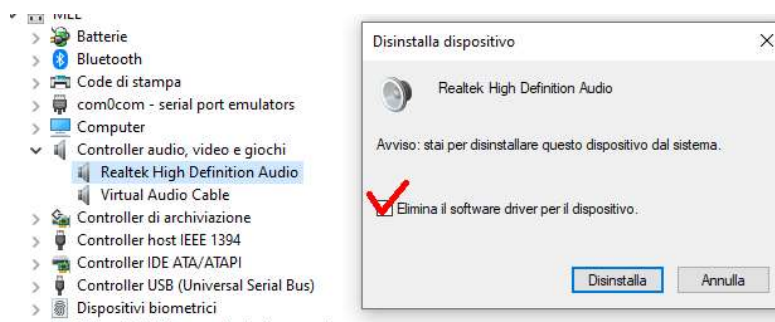 MEL
Batterie
Bluetooth
Code di stampa
com0com - serial port emulators
Computer
Controller audio, video e giochi
Realtek High Definition Audio
Virtual Audio Cable
Controller di archiviazione
Controller host IEEE 1394
Controller IDE ATA/ATAPI
Controller USB (Universal Serial Bus)
Dispositivi biometrici
Disinstalla dispositivo
Realtek High Definition Audio
Avviso: stai per disinstallare questo dispositivo dal sistema.
Elimina il software driver per il dispositivo.
Disinstalla
Annulla